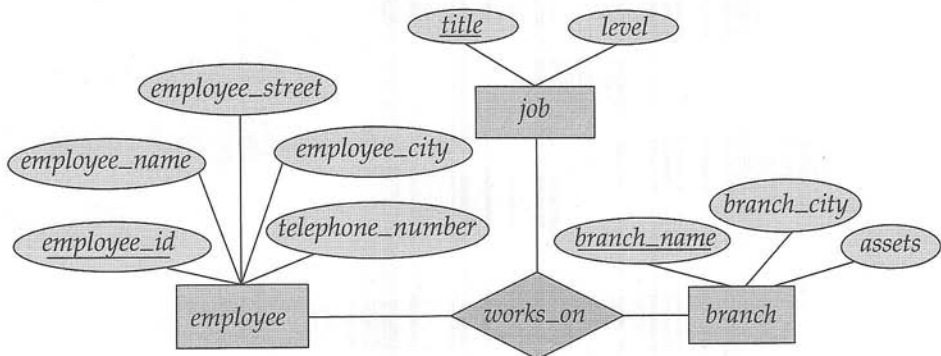 title
level
job
employee_street
employee_name
employee_city
employee_id
telephone_number
employee
works_on
branch_name
branch_city
assets
branch